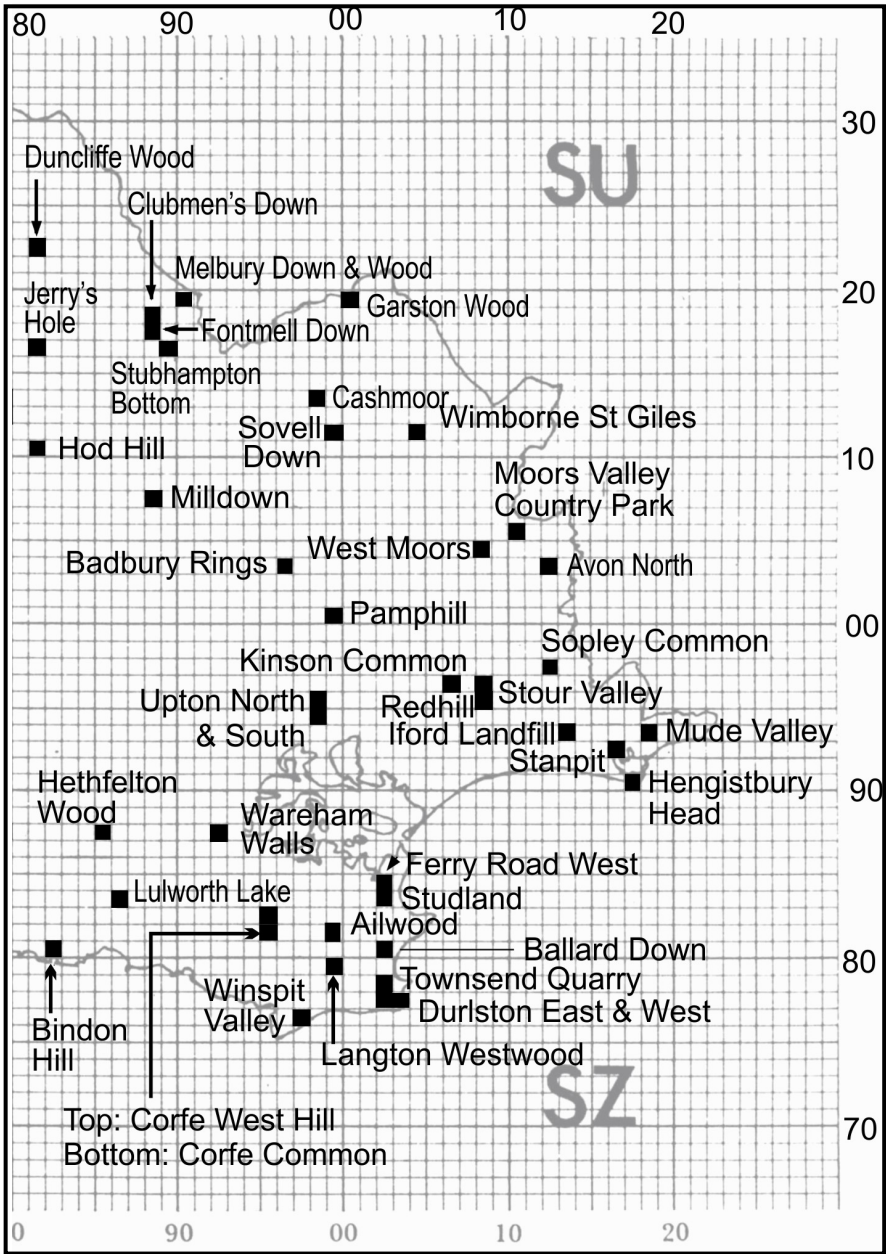 80 90 00 10 20
30
SU
Duncliffe Wood
Clubmen's Down
Melbury Down & Wood
Jerry's
Hole
20
Garston Wood
Fontmell Down
Stubhampton
Bottom
Cashmoor
Wimborne St Giles
Sovell
Down
Hod Hill
10
Moors Valley
Country Park
Milldown
West Moors
Badbury Rings
Avon North
Pamphill
00
Sopley Common
Kinson Common
Upton North
& South
Redhill
Stour Valley
Iford Landfill
Mude Valley
Stanpit
Hethfelton
Wood
90
Hengistbury
Head
Wareham
Walls
Ferry Road West
Lulworth Lake
Studland
Ailwood
Ballard Down
80
Townsend Quarry
Winspit
Valley
Durlston East & West
Bindon
Hill
Langton Westwood
SZ
Top: Corfe West Hill
Bottom: Corfe Common
70
0 90 00 10 20